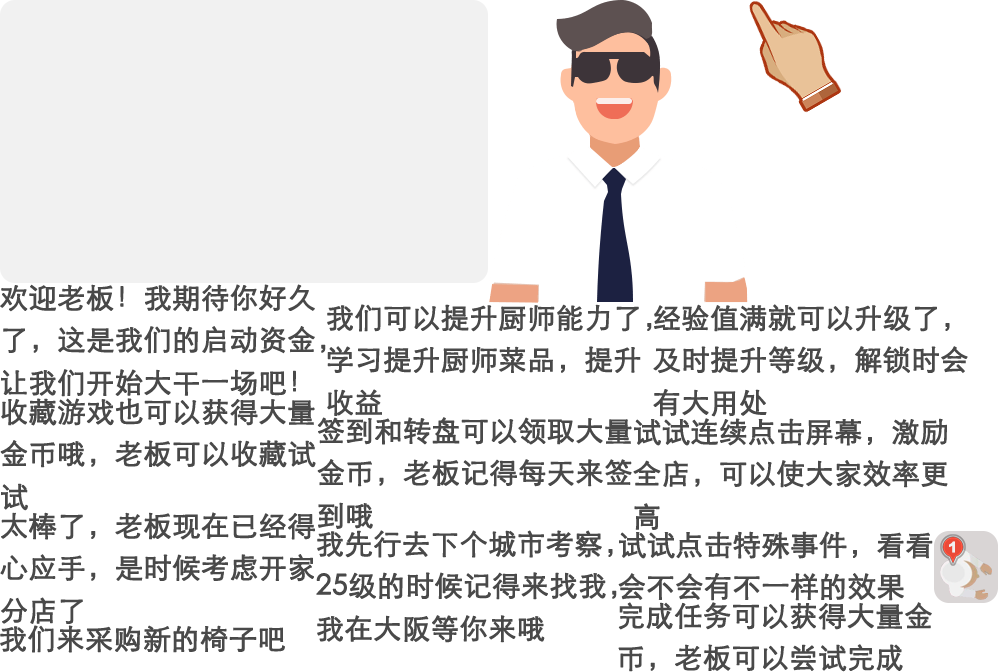 欢迎老板！我期待你好久
了，这是我们的启动资金，
让我们开始大干一场吧！
我们可以提升厨师能力了，
学习提升厨师菜品，提升
收益
经验值满就可以升级了，
及时提升等级，解锁时会
有大用处
收藏游戏也可以获得大量
金币哦，老板可以收藏试
试
签到和转盘可以领取大量
金币，老板记得每天来签
到哦
试试连续点击屏幕，激励
全店，可以使大家效率更
高
太棒了，老板现在已经得
心应手，是时候考虑开家
分店了
我先行去下个城市考察，
25级的时候记得来找我，
我在大阪等你来哦
试试点击特殊事件，看看
会不会有不一样的效果
1
我们来采购新的椅子吧
完成任务可以获得大量金
币，老板可以尝试完成